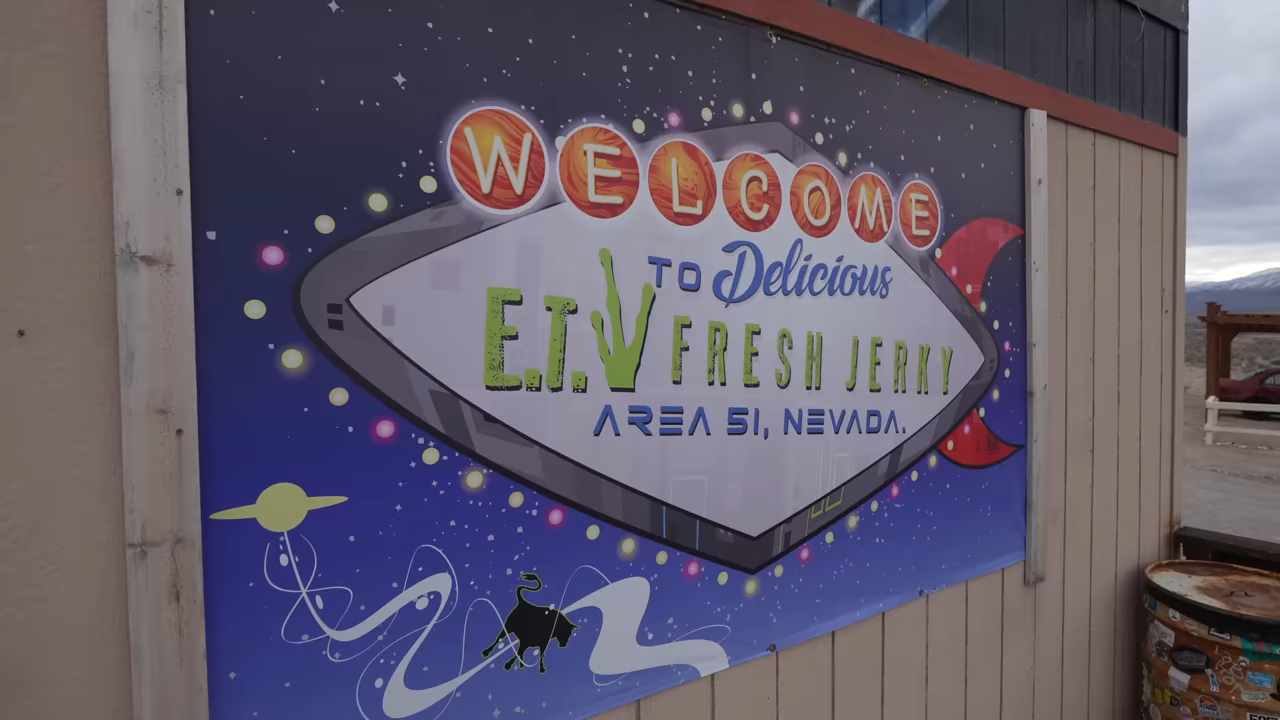 WELCOME
TO Delicious
E.T. FRESH JERKY
AREA 51, NEVADA.